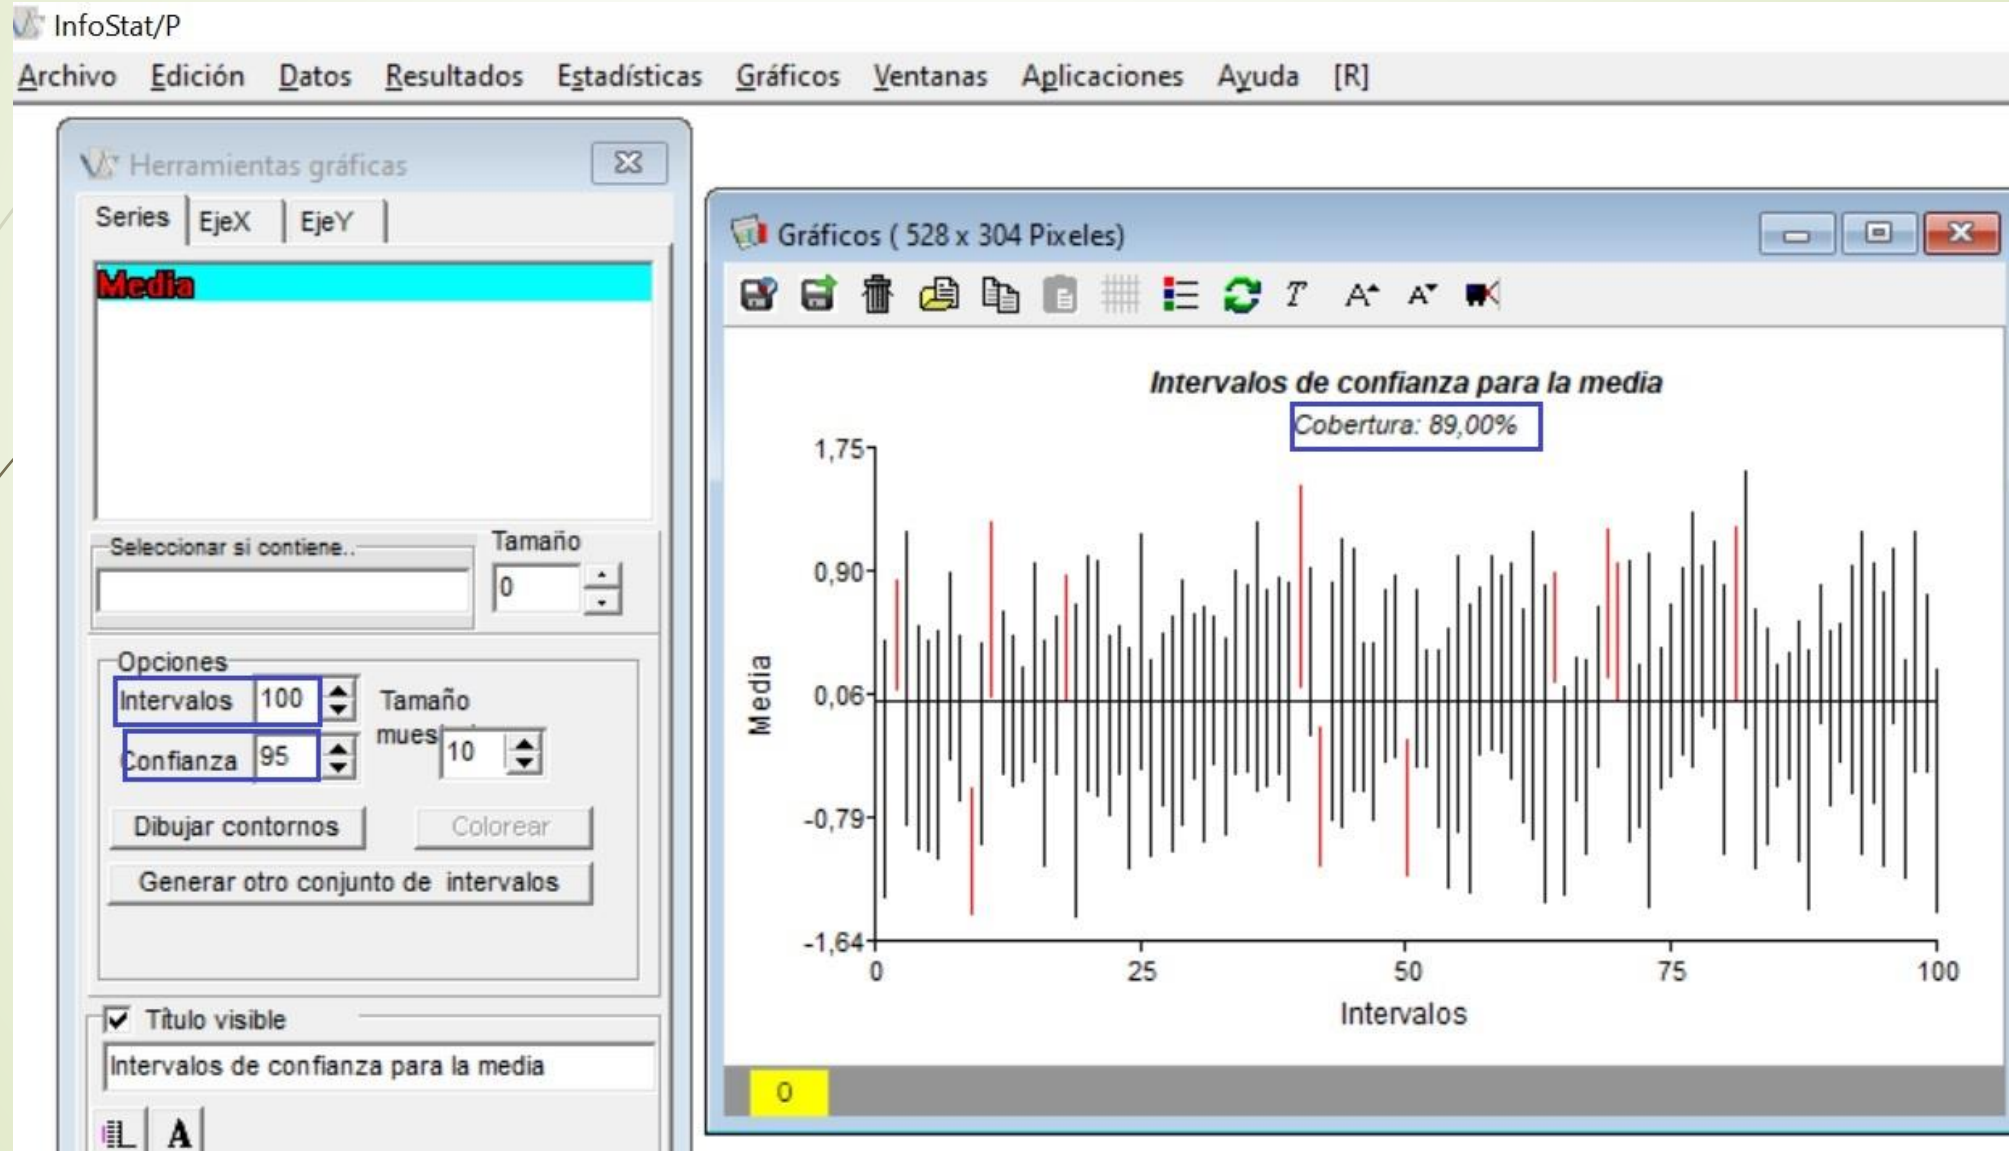 InfoStat/P
Archivo Edición Datos Resultados Estadísticas Gráficos Ventanas Aplicaciones Ayuda [R]
Herramientas gráficas
Series EjeX EjeY
Media
Seleccionar si contiene..
Tamaño
0
Opciones
Intervalos 100
Tamaño
mues
10
Confianza 95
Dibujar contornos
Colorear
Generar otro conjunto de intervalos
Título visible
Intervalos de confianza para la media
A
Gráficos ( 528 x 304 Pixeles)
T A A
Intervalos de confianza para la media
Cobertura: 89,00%
1,75
0,90
0,06
-0,79
-1,64
Media
0 25 50 75 100
Intervalos
0